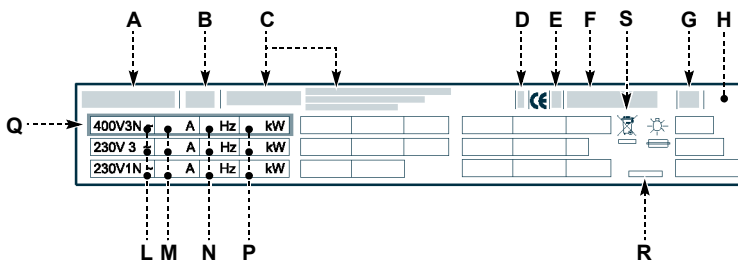 A B C D E F S G H
CE
Q 400V3N ~ A Hz kW
230V 3 ~ A Hz kW
230V1N ~ A Hz kW
L M N P R